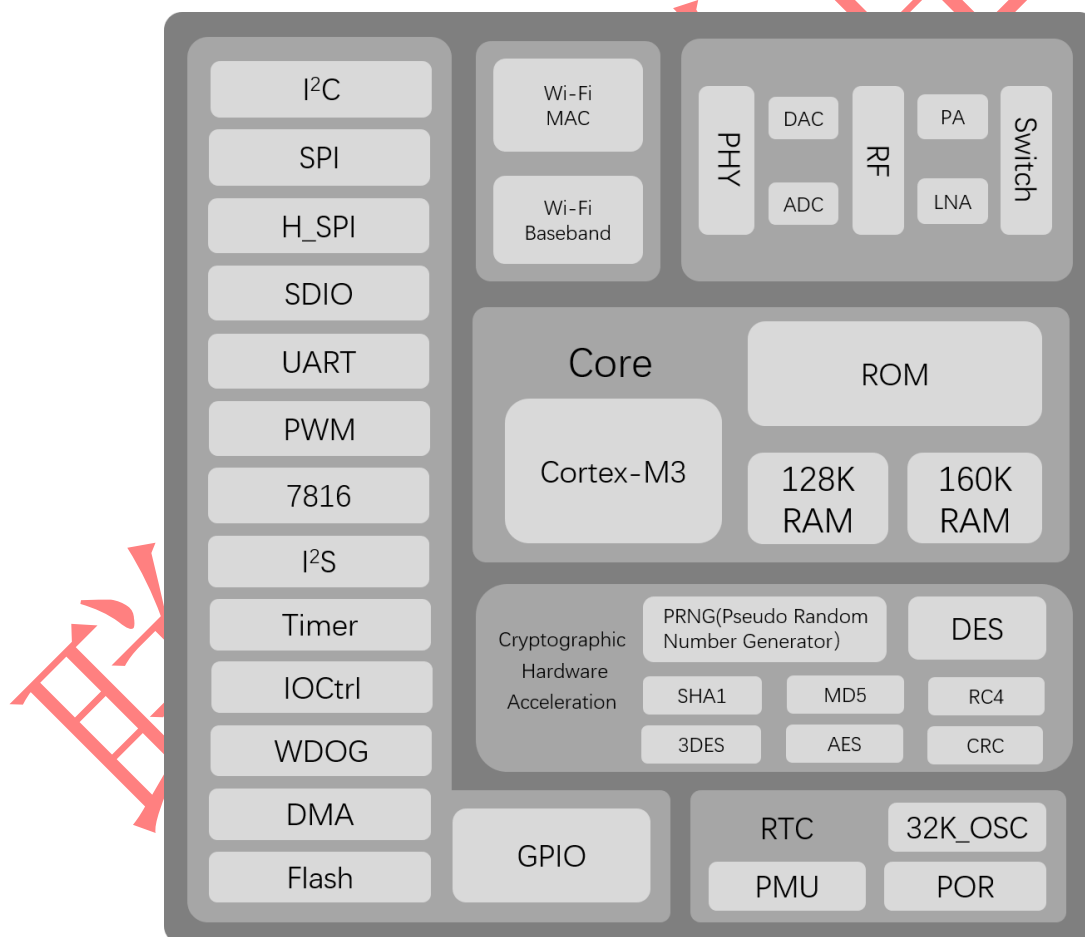 I²C
SPI
H_SPI
SDIO
UART
PWM
7816
I²S
Timer
IOCtrl
WDOG
DMA
Flash
GPIO
Wi-Fi
MAC
Wi-Fi
Baseband
PHY
DAC
ADC
RF
PA
LNA
Switch
Core
Cortex-M3
ROM
128K
RAM
160K
RAM
Cryptographic
Hardware
Acceleration
PRNG(Pseudo Random
Number Generator)
DES
SHA1
MD5
RC4
3DES
AES
CRC
RTC
32K_OSC
PMU
POR